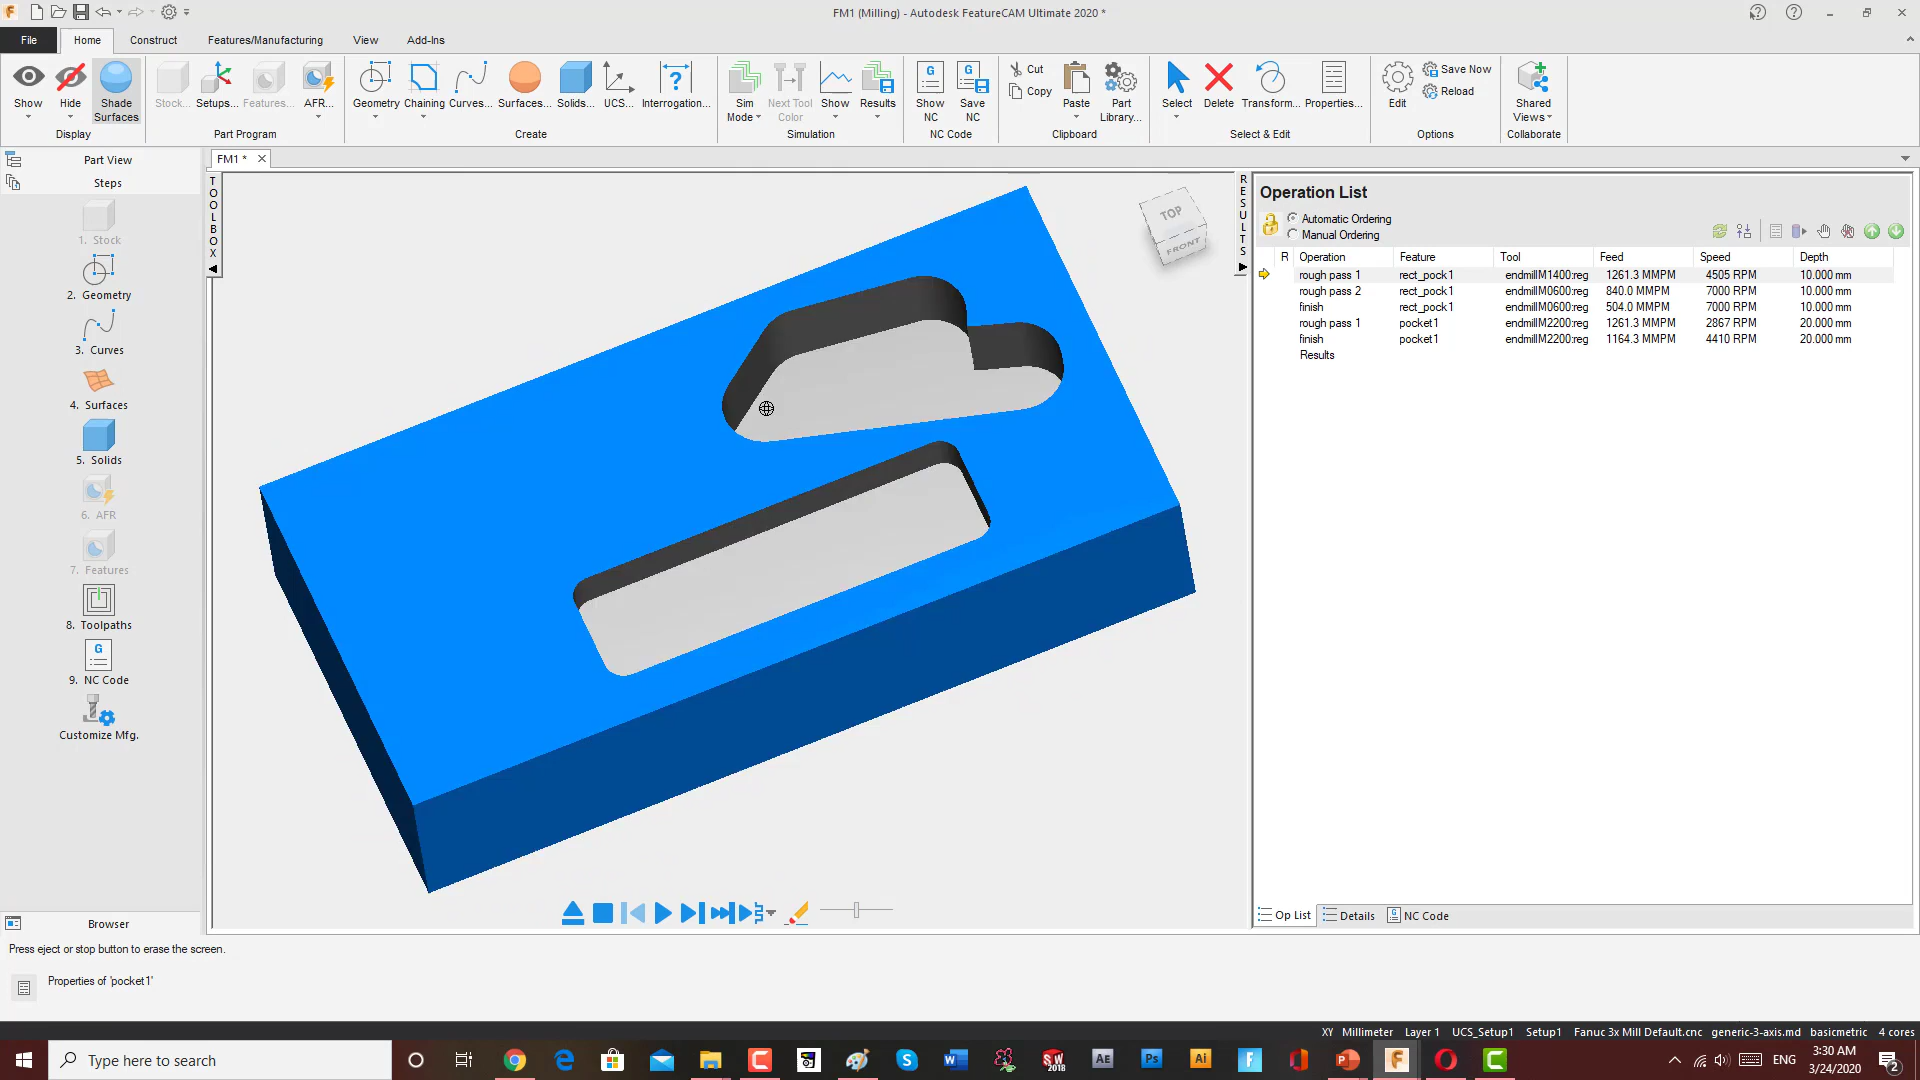 FM1 (Milling) - Autodesk FeatureCAM Ultimate 2020 *
File
Home
Construct
Features/Manufacturing
View
Add-Ins
Show
Hide
Shade Surfaces
Stock...
Setups...
Features...
AFR...
Geometry
Chaining
Curves...
Surfaces...
Solids...
UCS...
Interrogation...
Sim Mode
Next Tool Color
Show
Results
Show NC
Save NC
Cut
Copy
Paste
Part Library...
Select
Delete
Transform...
Properties...
Edit
Save Now
Reload
Shared Views
Display
Part Program
Create
Simulation
NC Code
Clipboard
Select & Edit
Options
Collaborate
Part View
Steps
1. Stock
2. Geometry
3. Curves
4. Surfaces
5. Solids
6. AFR
7. Features
8. Toolpaths
9. NC Code
Customize Mfg.
Browser
FM1 *
TOOLBOX
TOP
FRONT
RESULTS
Operation List
Automatic Ordering
Manual Ordering
R Operation Feature Tool Feed Speed Depth
rough pass 1 rect_pock1 endmillM1400:reg 1261.3 MMPM 4505 RPM 10.000 mm
rough pass 2 rect_pock1 endmillM0600:reg 840.0 MMPM 7000 RPM 10.000 mm
finish rect_pock1 endmillM0600:reg 504.0 MMPM 7000 RPM 10.000 mm
rough pass 1 pocket1 endmillM2200:reg 1261.3 MMPM 2867 RPM 20.000 mm
finish pocket1 endmillM2200:reg 1164.3 MMPM 4410 RPM 20.000 mm
Results
Op List
Details
NC Code
Press eject or stop button to erase the screen.
Properties of 'pocket1'
XY Millimeter Layer 1 UCS_Setup1 Setup1 Fanuc 3x Mill Default.cnc generic-3-axis.md basicmetric 4 cores
Type here to search
ENG
3:30 AM
3/24/2020
2